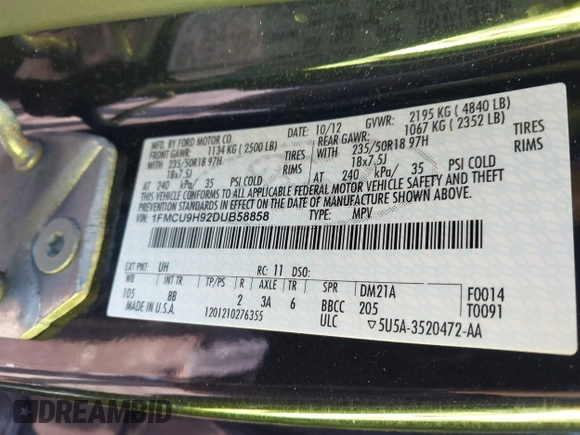 MFD. BY FORD MOTOR CO. DATE: 10/12 GVWR: 2195 KG ( 4840 LB)
FRONT GAWR: 1134 KG ( 2500 LB) REAR GAWR: 1067 KG ( 2352 LB)
WITH 235/50R18 97H TIRES WITH 235/50R18 97H TIRES
18x7.5J RIMS 18x7.5J RIMS
AT 240 kPa/ 35 PSI COLD AT 240 kPa/ 35 PSI COLD
THIS VEHICLE CONFORMS TO ALL APPLICABLE FEDERAL MOTOR VEHICLE SAFETY AND THEFT
PREVENTION STANDARDS IN EFFECT ON THE DATE OF MANUFACTURE SHOWN ABOVE.
VIN: 1FMCU9H92DUB58858 TYPE: MPV
EXT PNT: UH RC: 11 DSO:
WB INT TR TP/PS R AXLE TR SPR DM21A F0014
105 BB 2 3A 6 BBCC 205 T0091
MADE IN U.S.A. 1201210276355 ULC 5U5A-3520472-AA
DREAMBID